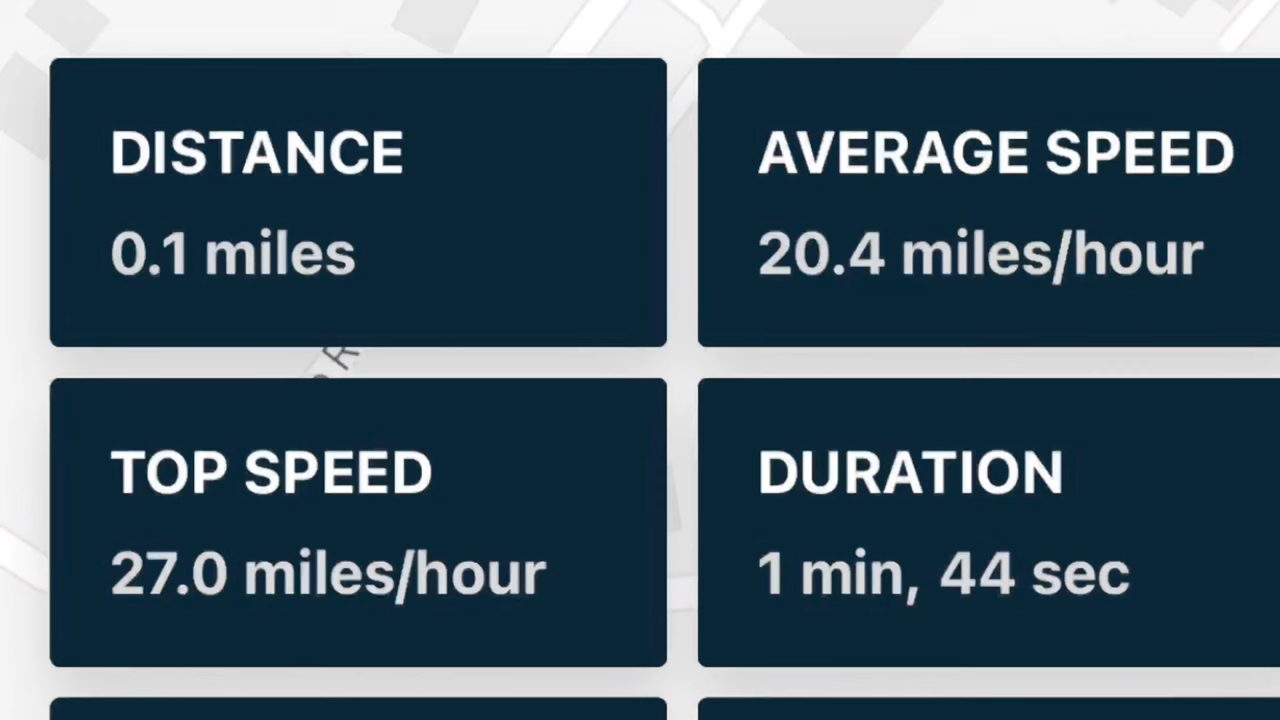 DISTANCE
0.1 miles
AVERAGE SPEED
20.4 miles/hour
TOP SPEED
27.0 miles/hour
DURATION
1 min, 44 sec